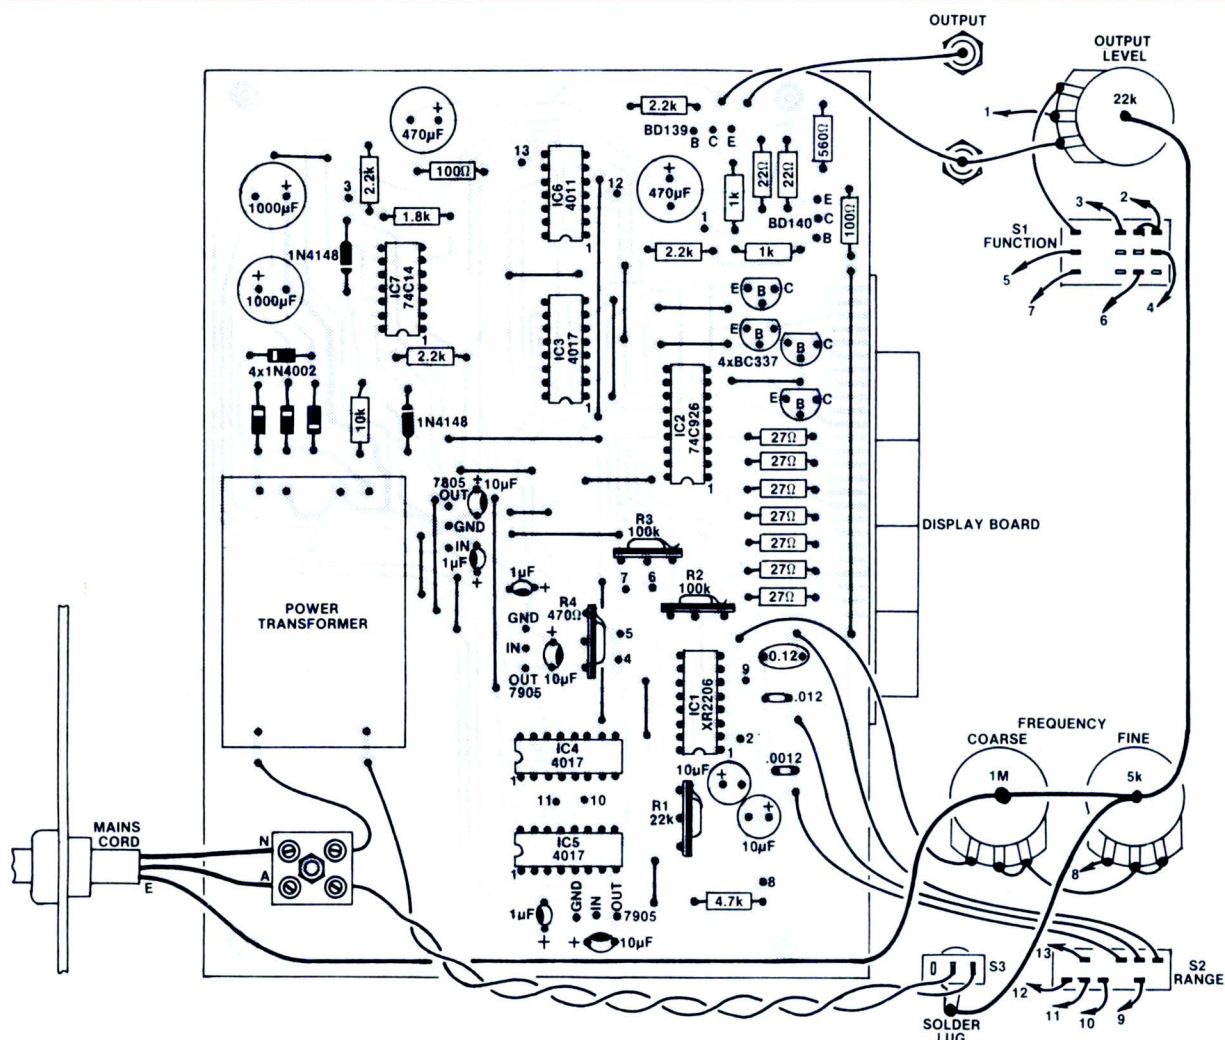 OUTPUT
OUTPUT
LEVEL
22k
1
3
2
S1
FUNCTION
5
7
6
4
470µF
2.2k
BD139
B C E
560Ω
13
100Ω
2.2k
3
1000µF
IC6
4011
12
470µF
1k
22Ω
22Ω
1.8k
1
BD140
E
C
B
100Ω
1N4148
1
2.2k
1k
IC7
74C14
1000µF
E B C
IC3
4017
1
2.2k
E B
B C
4x1N4002
4xBC337
10k
1N4148
1
E B C
IC2
74C926
1
27Ω
27Ω
27Ω
27Ω
27Ω
27Ω
27Ω
7805
OUT
+
10µF
GND
IN
1µF
+
R3
100k
DISPLAY BOARD
7
6
1µF
+
R2
100k
POWER
TRANSFORMER
R4
470Ω
GND
5
IN
+
4
OUT
7905
10µF
0.12
9
.012
IC1
XR2206
2
1
.0012
FREQUENCY
COARSE
FINE
1M
5k
IC4
4017
1
10µF
+
11
10
R1
22k
+
10µF
IC5
4017
1
8
8
4.7k
MAINS
CORD
N
A
E
GND
IN
OUT
7905
1µF
+
+
10µF
S3
SOLDER
LUG
13
12
11
10
9
S2
RANGE